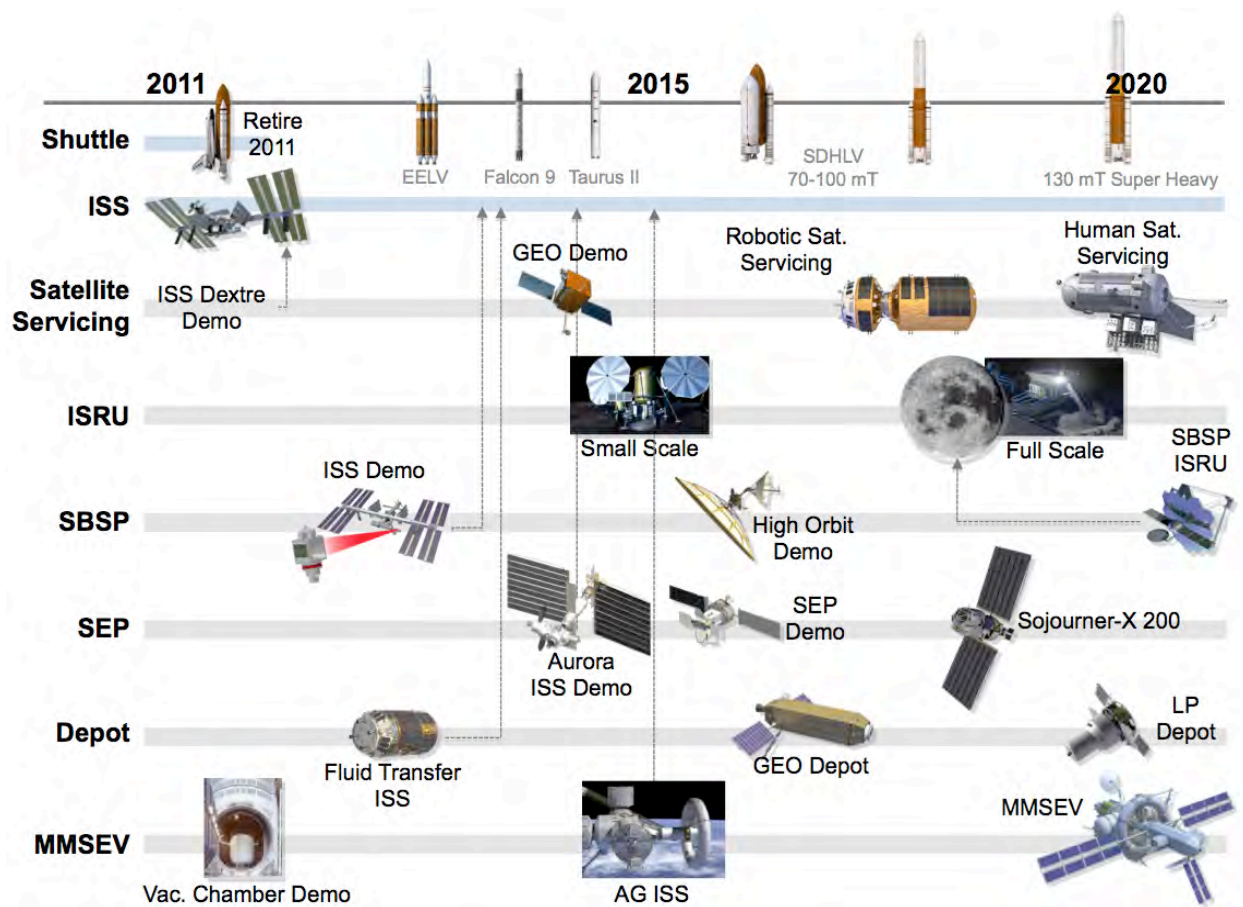 2011
2015
2020
Shuttle
Retire
2011
EELV
Falcon 9
Taurus II
SDHLV
70-100 mT
130 mT Super Heavy
ISS
Satellite
Servicing
ISS Dextre
Demo
GEO Demo
Robotic Sat.
Servicing
Human Sat.
Servicing
ISRU
Small Scale
Full Scale
SBSP
ISRU
SBSP
ISS Demo
High Orbit
Demo
SEP
Aurora
ISS Demo
SEP
Demo
Sojourner-X 200
Depot
Fluid Transfer
ISS
GEO Depot
LP
Depot
MMSEV
Vac. Chamber Demo
AG ISS
MMSEV